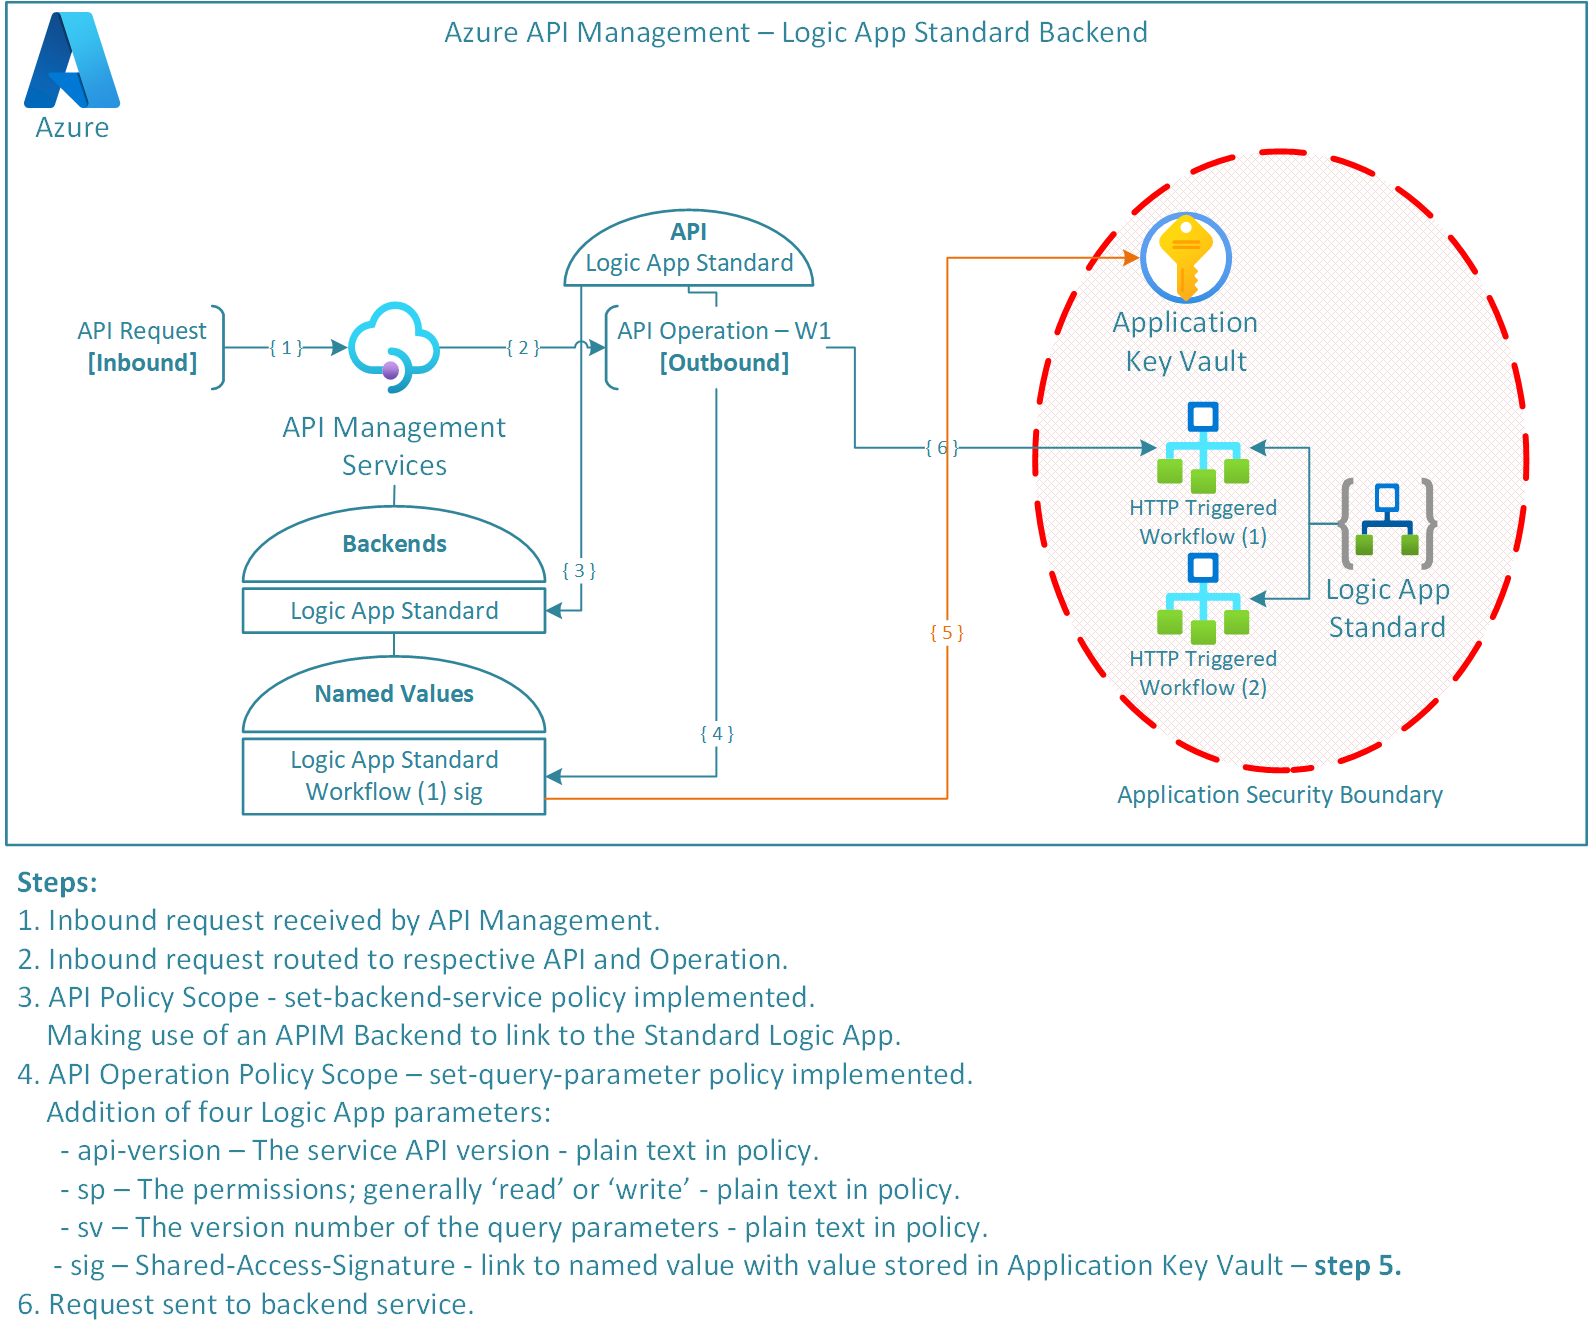 Azure API Management – Logic App Standard Backend
Azure
API
Logic App Standard
API Request
[Inbound]
{ 1 }
{ 2 }
API Operation – W1
[Outbound]
API Management
Services
Application
Key Vault
{ 6 }
HTTP Triggered
Workflow (1)
Backends
{ 3 }
Logic App Standard
Logic App
Standard
{ 5 }
HTTP Triggered
Workflow (2)
Named Values
{ 4 }
Logic App Standard
Workflow (1) sig
Application Security Boundary
Steps:
1. Inbound request received by API Management.
2. Inbound request routed to respective API and Operation.
3. API Policy Scope - set-backend-service policy implemented.
Making use of an APIM Backend to link to the Standard Logic App.
4. API Operation Policy Scope – set-query-parameter policy implemented.
Addition of four Logic App parameters:
- api-version – The service API version - plain text in policy.
- sp – The permissions; generally ‘read’ or ‘write’ - plain text in policy.
- sv – The version number of the query parameters - plain text in policy.
- sig – Shared-Access-Signature - link to named value with value stored in Application Key Vault – step 5.
6. Request sent to backend service.